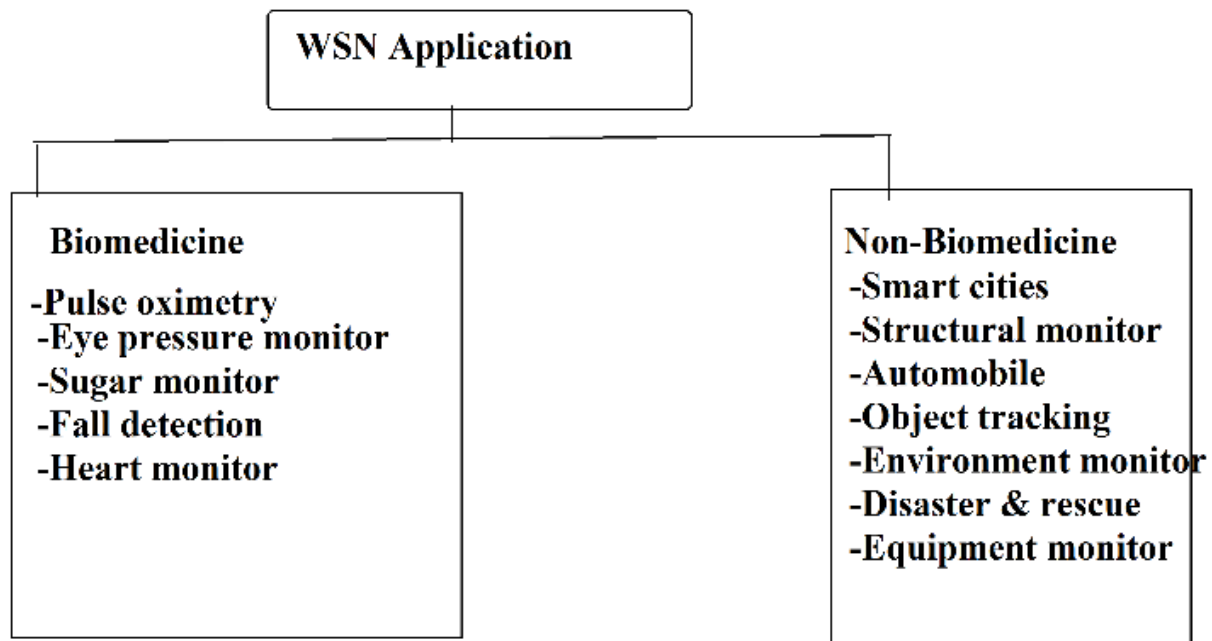 WSN Application
Biomedicine
-Pulse oximetry
-Eye pressure monitor
-Sugar monitor
-Fall detection
-Heart monitor
Non-Biomedicine
-Smart cities
-Structural monitor
-Automobile
-Object tracking
-Environment monitor
-Disaster & rescue
-Equipment monitor